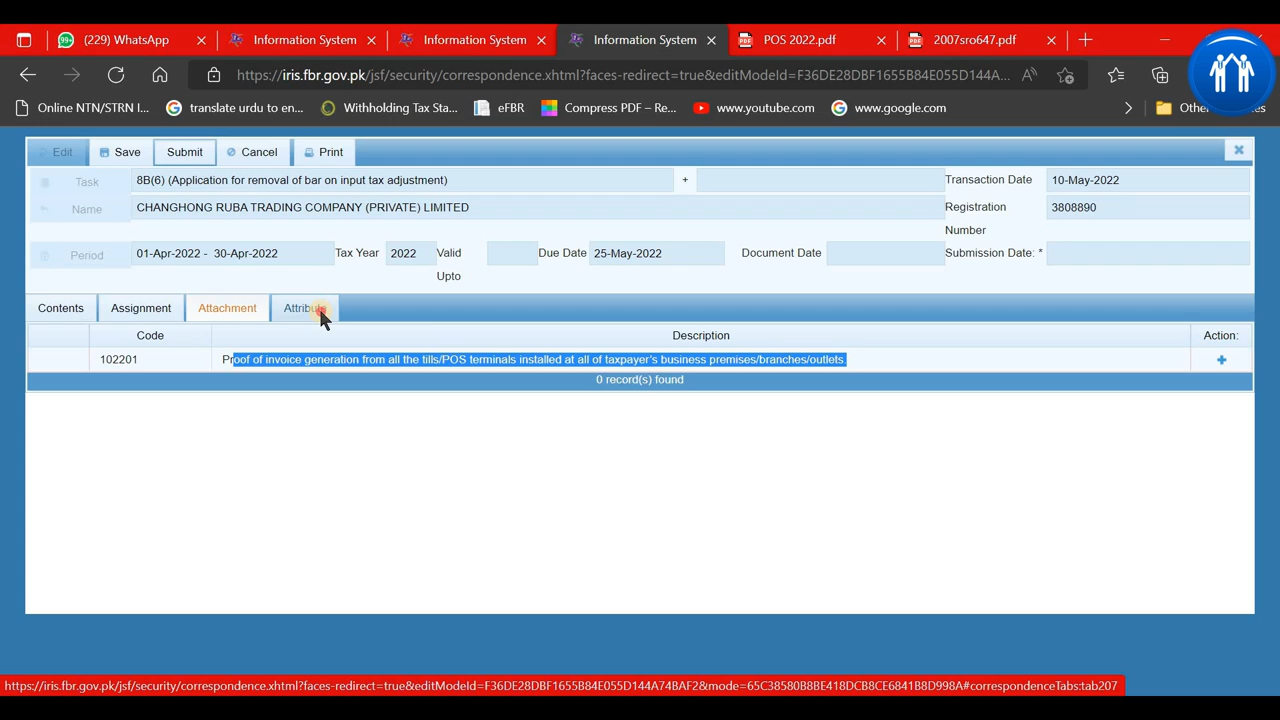 99+ (229) WhatsApp Information System Information System Information System POS 2022.pdf 2007sro647.pdf
https://iris.fbr.gov.pk/jsf/security/correspondence.xhtml?faces-redirect=true&editModeId=F36DE28DBF1655B84E055D144A...
Online NTN/STRN I... translate urdu to en... Withholding Tax Sta... eFBR Compress PDF – Re... www.youtube.com www.google.com
Edit Save Submit Cancel Print
Task 8B(6) (Application for removal of bar on input tax adjustment) + Transaction Date 10-May-2022
Name CHANGHONG RUBA TRADING COMPANY (PRIVATE) LIMITED Registration Number 3808890
Period 01-Apr-2022 - 30-Apr-2022 Tax Year 2022 Valid Upto Due Date 25-May-2022 Document Date Submission Date: *
Contents Assignment Attachment
Code Description Action:
102201 Proof of invoice generation from all the tills/POS terminals installed at all of taxpayer's business premises/branches/outlets
0 record(s) found
https://iris.fbr.gov.pk/jsf/security/correspondence.xhtml?faces-redirect=true&editModeId=F36DE28DBF1655B84E055D144A74BAF2&mode=65C38580B8BE418DCB8CE6841B8D998A#correspondenceTabs:tab207